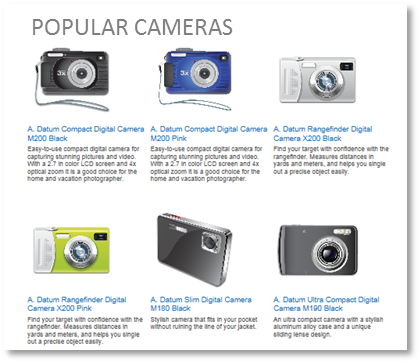 POPULAR CAMERAS
3x
3x
A. Datum Compact Digital Camera
M200 Black
Easy-to-use compact digital camera for
capturing stunning pictures and video.
With a 2.7 in color LCD screen and 4x
optical zoom it is a good choice for the
home and vacation photographer.
A. Datum Compact Digital Camera
M200 Pink
Easy-to-use compact digital camera for
capturing stunning pictures and video.
With a 2.7 in color LCD screen and 4x
optical zoom it is a good choice for the
home and vacation photographer.
A. Datum Rangefinder Digital
Camera X200 Black
Find your target with confidence with the
rangefinder. Measures distances in
yards and meters, and helps you single
out a precise object easily.
A. Datum Rangefinder Digital
Camera X200 Pink
Find your target with confidence with the
rangefinder. Measures distances in
yards and meters, and helps you single
out a precise object easily.
A. Datum Slim Digital Camera
M180 Black
Stylish camera that fits in your pocket
without ruining the line of your jacket.
A. Datum Ultra Compact Digital
Camera M190 Black
An ultra compact camera with a stylish
aluminum alloy case and a unique
sliding lense design.